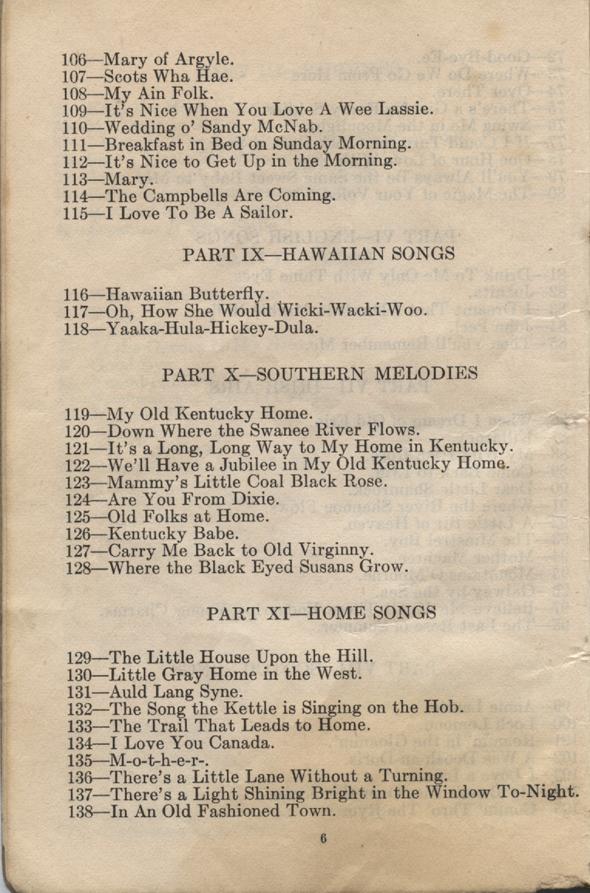 106—Mary of Argyle.
107—Scots Wha Hae.
108—My Ain Folk.
109—It's Nice When You Love A Wee Lassie.
110—Wedding o' Sandy McNab.
111—Breakfast in Bed on Sunday Morning.
112—It's Nice to Get Up in the Morning.
113—Mary.
114—The Campbells Are Coming.
115—I Love To Be A Sailor.
PART IX—HAWAIIAN SONGS
116—Hawaiian Butterfly.
117—Oh, How She Would Wicki-Wacki-Woo.
118—Yaaka-Hula-Hickey-Dula.
PART X—SOUTHERN MELODIES
119—My Old Kentucky Home.
120—Down Where the Swanee River Flows.
121—It's a Long, Long Way to My Home in Kentucky.
122—We'll Have a Jubilee in My Old Kentucky Home.
123—Mammy's Little Coal Black Rose.
124—Are You From Dixie.
125—Old Folks at Home.
126—Kentucky Babe.
127—Carry Me Back to Old Virginny.
128—Where the Black Eyed Susans Grow.
PART XI—HOME SONGS
129—The Little House Upon the Hill.
130—Little Gray Home in the West.
131—Auld Lang Syne.
132—The Song the Kettle is Singing on the Hob.
133—The Trail That Leads to Home.
134—I Love You Canada.
135—M-o-t-h-e-r-.
136—There's a Little Lane Without a Turning.
137—There's a Light Shining Bright in the Window To-Night.
138—In An Old Fashioned Town.
6